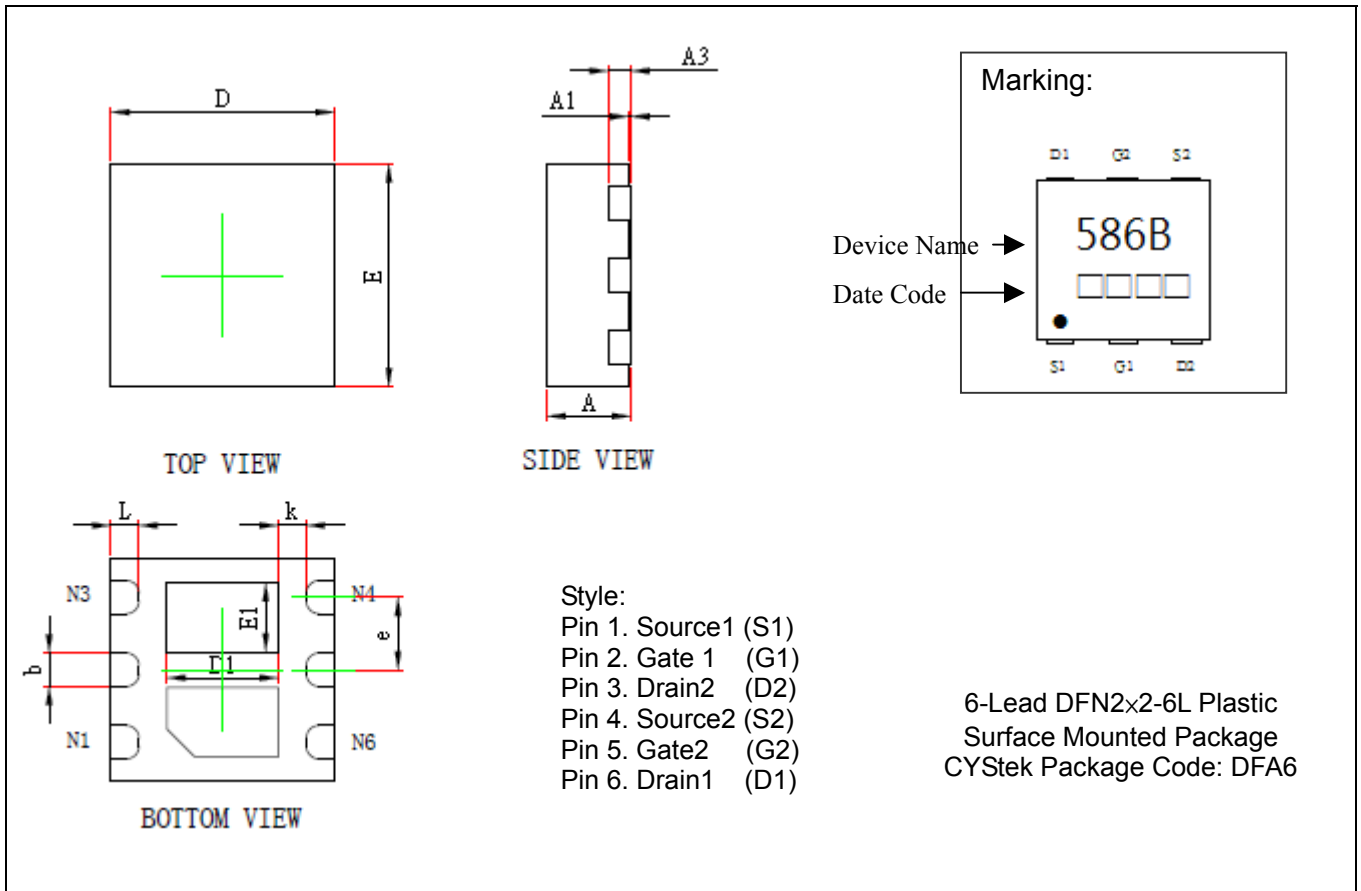 D
E
TOP VIEW
A3
A1
A
SIDE VIEW
Marking:
D1 G2 S2
Device Name
586B
Date Code
S1 G1 D2
L
k
N3
N4
E1
e
b
D1
N1
N6
BOTTOM VIEW
Style:
Pin 1. Source1 (S1)
Pin 2. Gate 1 (G1)
Pin 3. Drain2 (D2)
Pin 4. Source2 (S2)
Pin 5. Gate2 (G2)
Pin 6. Drain1 (D1)
6-Lead DFN2×2-6L Plastic
Surface Mounted Package
CYStek Package Code: DFA6